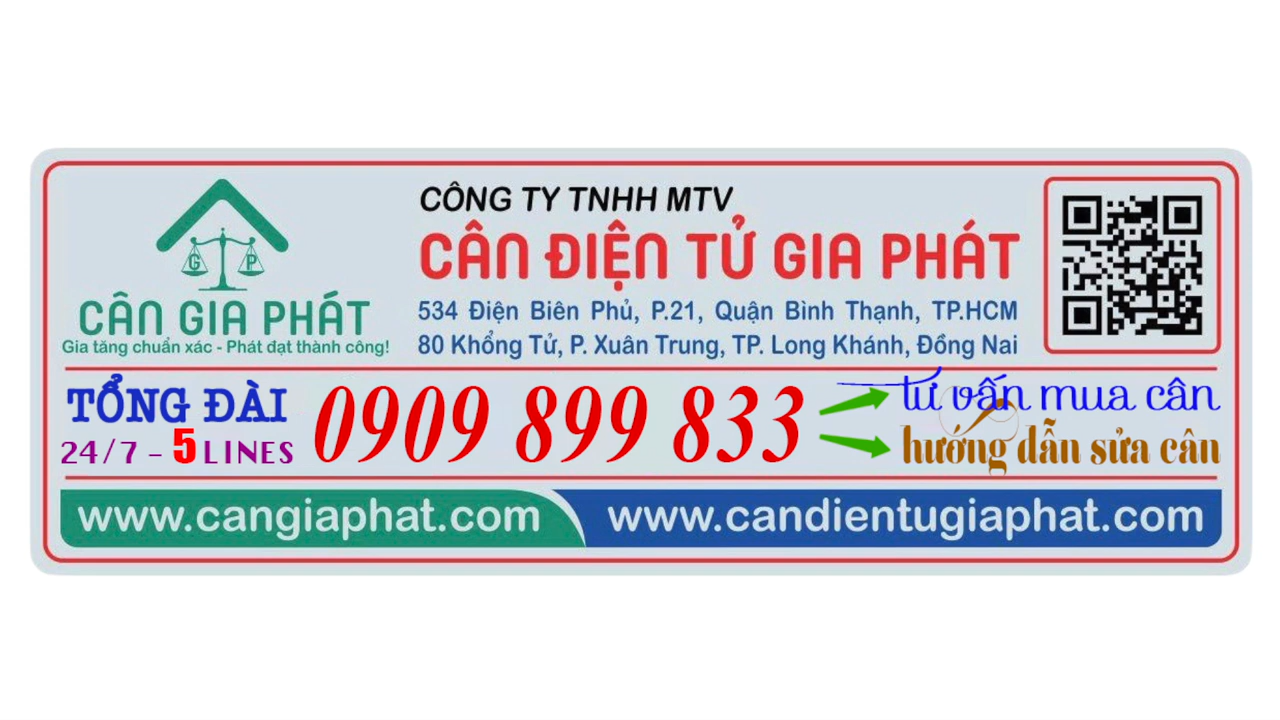 G P
CÂN GIA PHÁT
Gia tăng chuẩn xác - Phát đạt thành công!
CÔNG TY TNHH MTV
CÂN ĐIỆN TỬ GIA PHÁT
534 Điện Biên Phủ, P.21, Quận Bình Thạnh, TP.HCM
80 Khổng Tử, P. Xuân Trung, TP. Long Khánh, Đồng Nai
TỔNG ĐÀI
24/7 - 5 LINES
0909 899 833
tư vấn mua cân
hướng dẫn sửa cân
www.cangiaphat.com
www.candientugiaphat.com